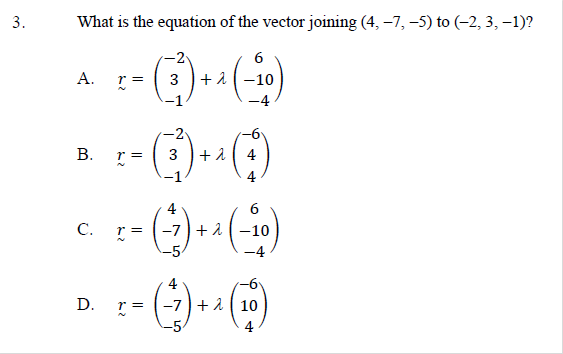 3. What is the equation of the vector joining (4, −7, −5) to (−2, 3, −1)?
−2 6
A. r = ( 3 ) + λ ( −10 )
~
−1 −4
−2 −6
B. r = ( 3 ) + λ ( 4 )
~
−1 4
4 6
C. r = ( −7 ) + λ ( −10 )
~
−5 −4
4 −6
D. r = ( −7 ) + λ ( 10 )
~
−5 4